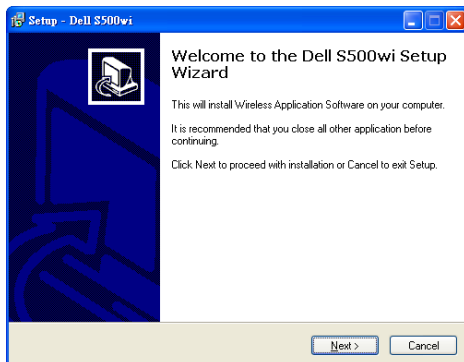 Setup - Dell S500wi
Welcome to the Dell S500wi Setup
Wizard
This will install Wireless Application Software on your computer.
It is recommended that you close all other application before
continuing.
Click Next to proceed with installation or Cancel to exit Setup.
Next >
Cancel